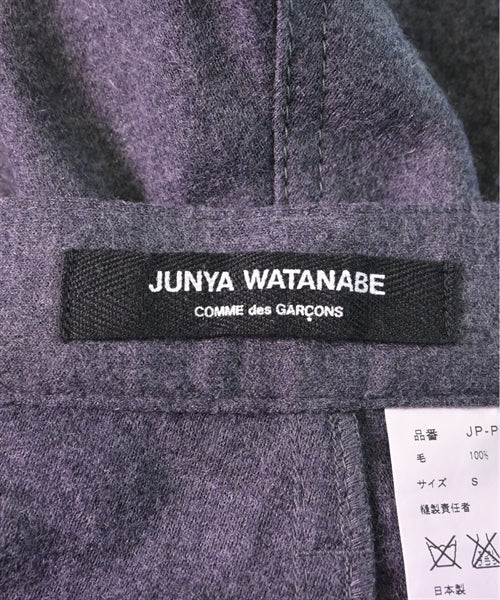 JUNYA WATANABE
COMME des GARÇONS
品番 JP-P
毛 100%
サイズ S
縫製責任者
日本製